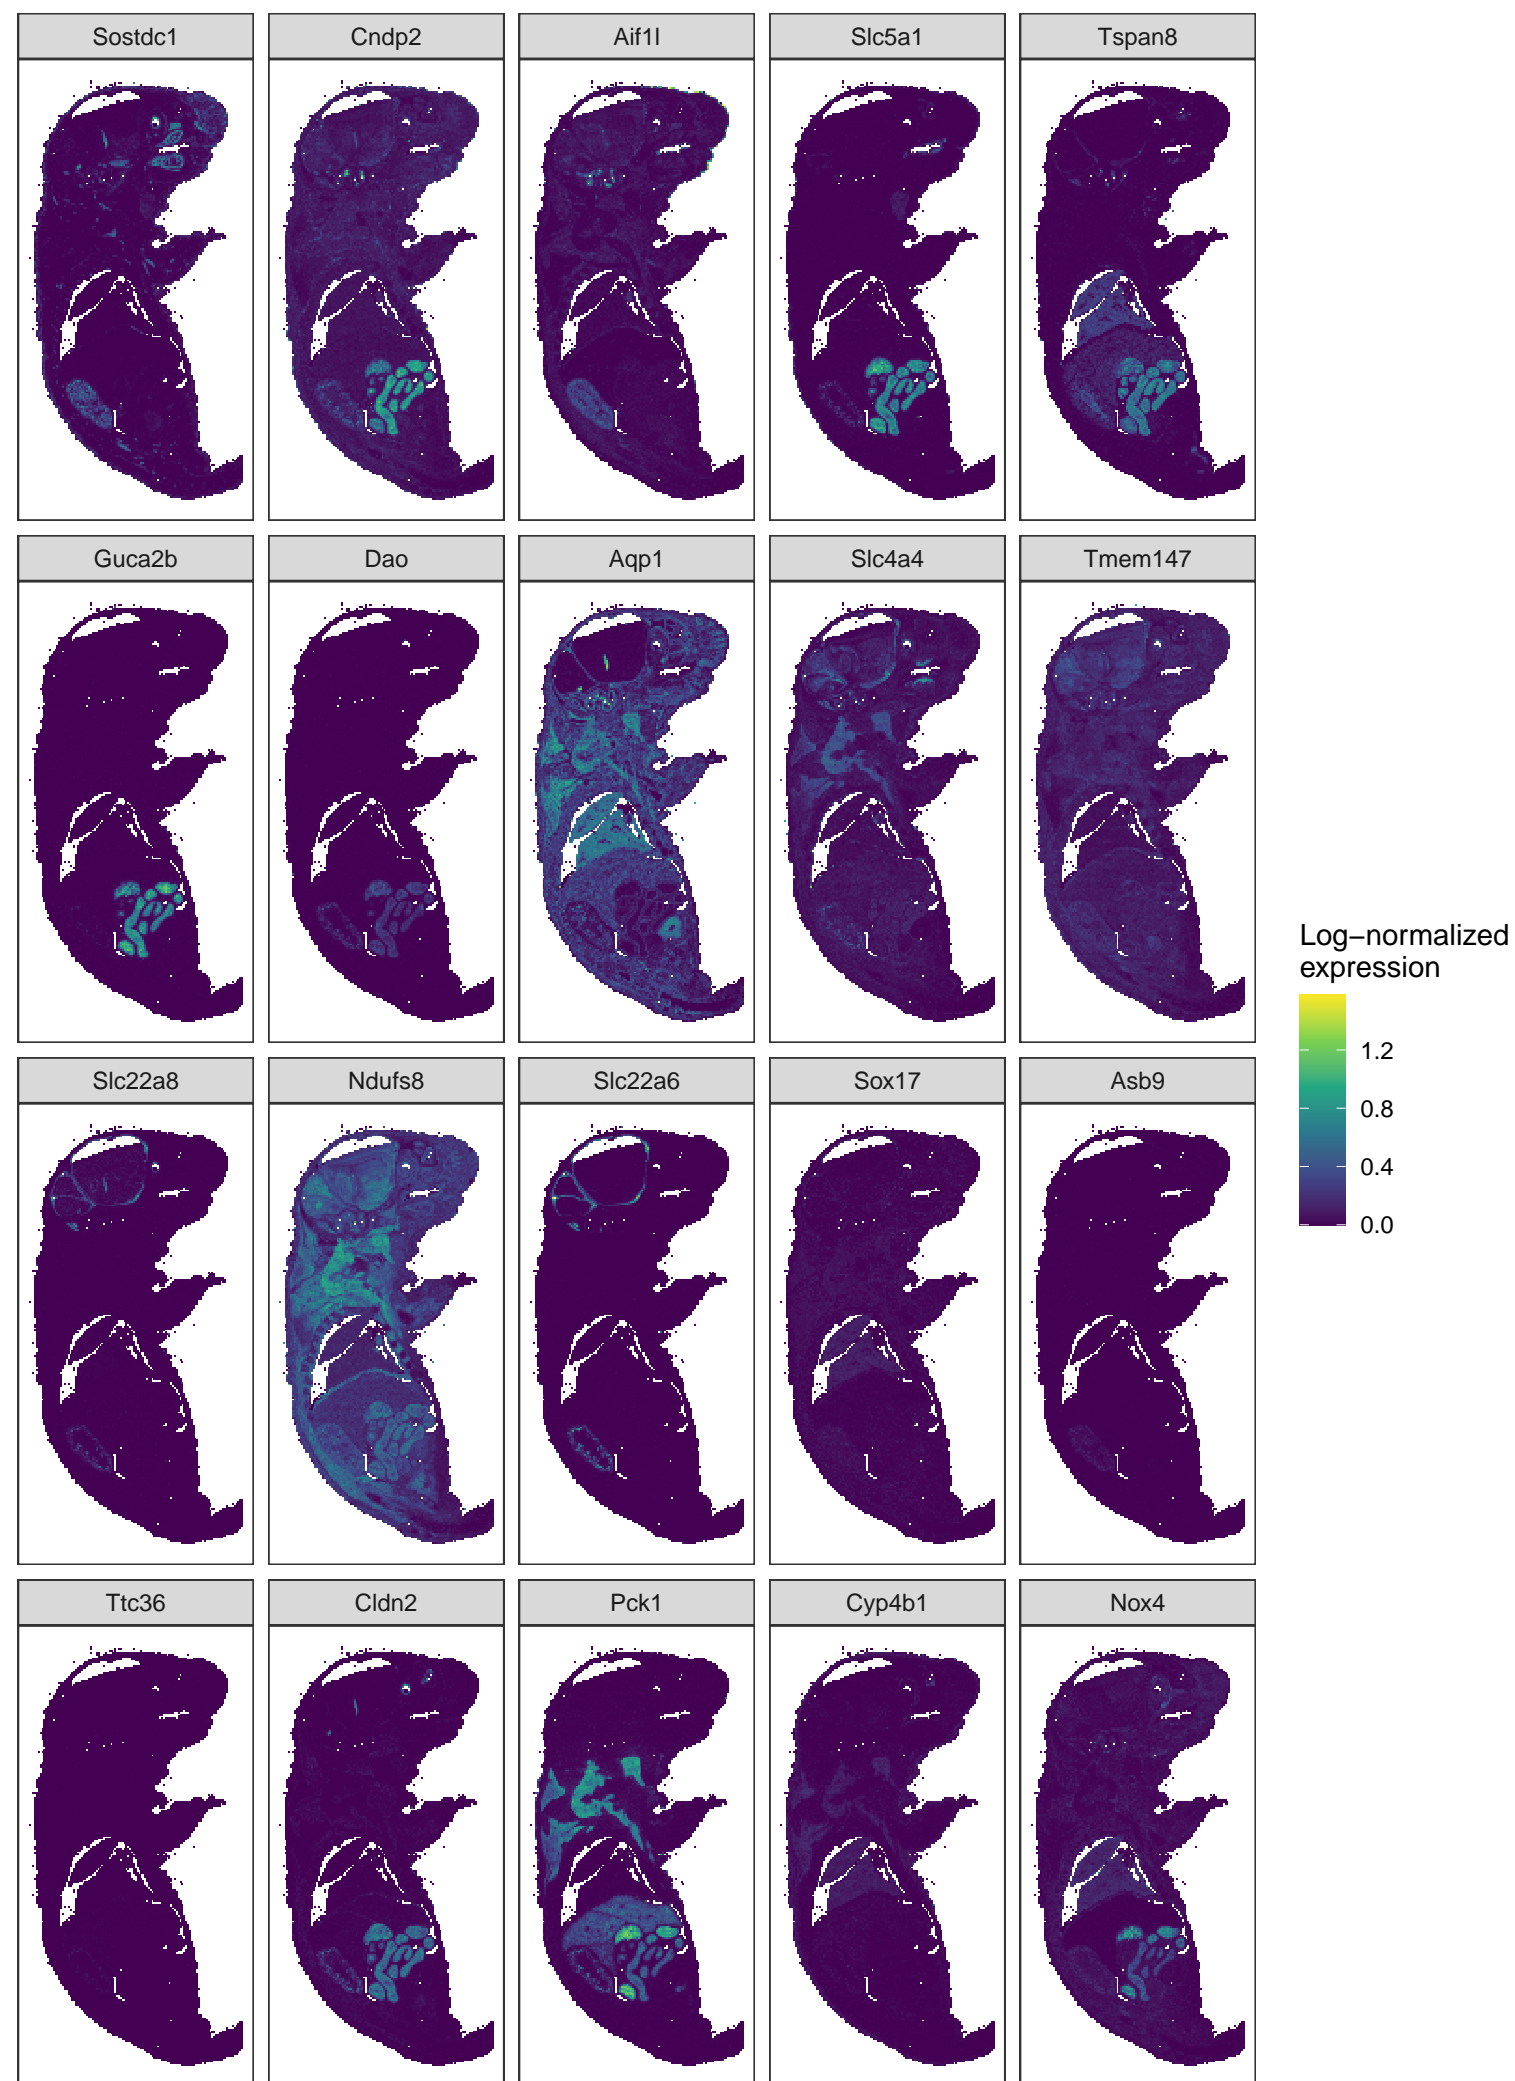 Sostdc1
Cndp2
Aif1l
Slc5a1
Tspan8
Guca2b
Dao
Aqp1
Slc4a4
Tmem147
Slc22a8
Ndufs8
Slc22a6
Sox17
Asb9
Ttc36
Cldn2
Pck1
Cyp4b1
Nox4
Log−normalized
expression
1.2
0.8
0.4
0.0